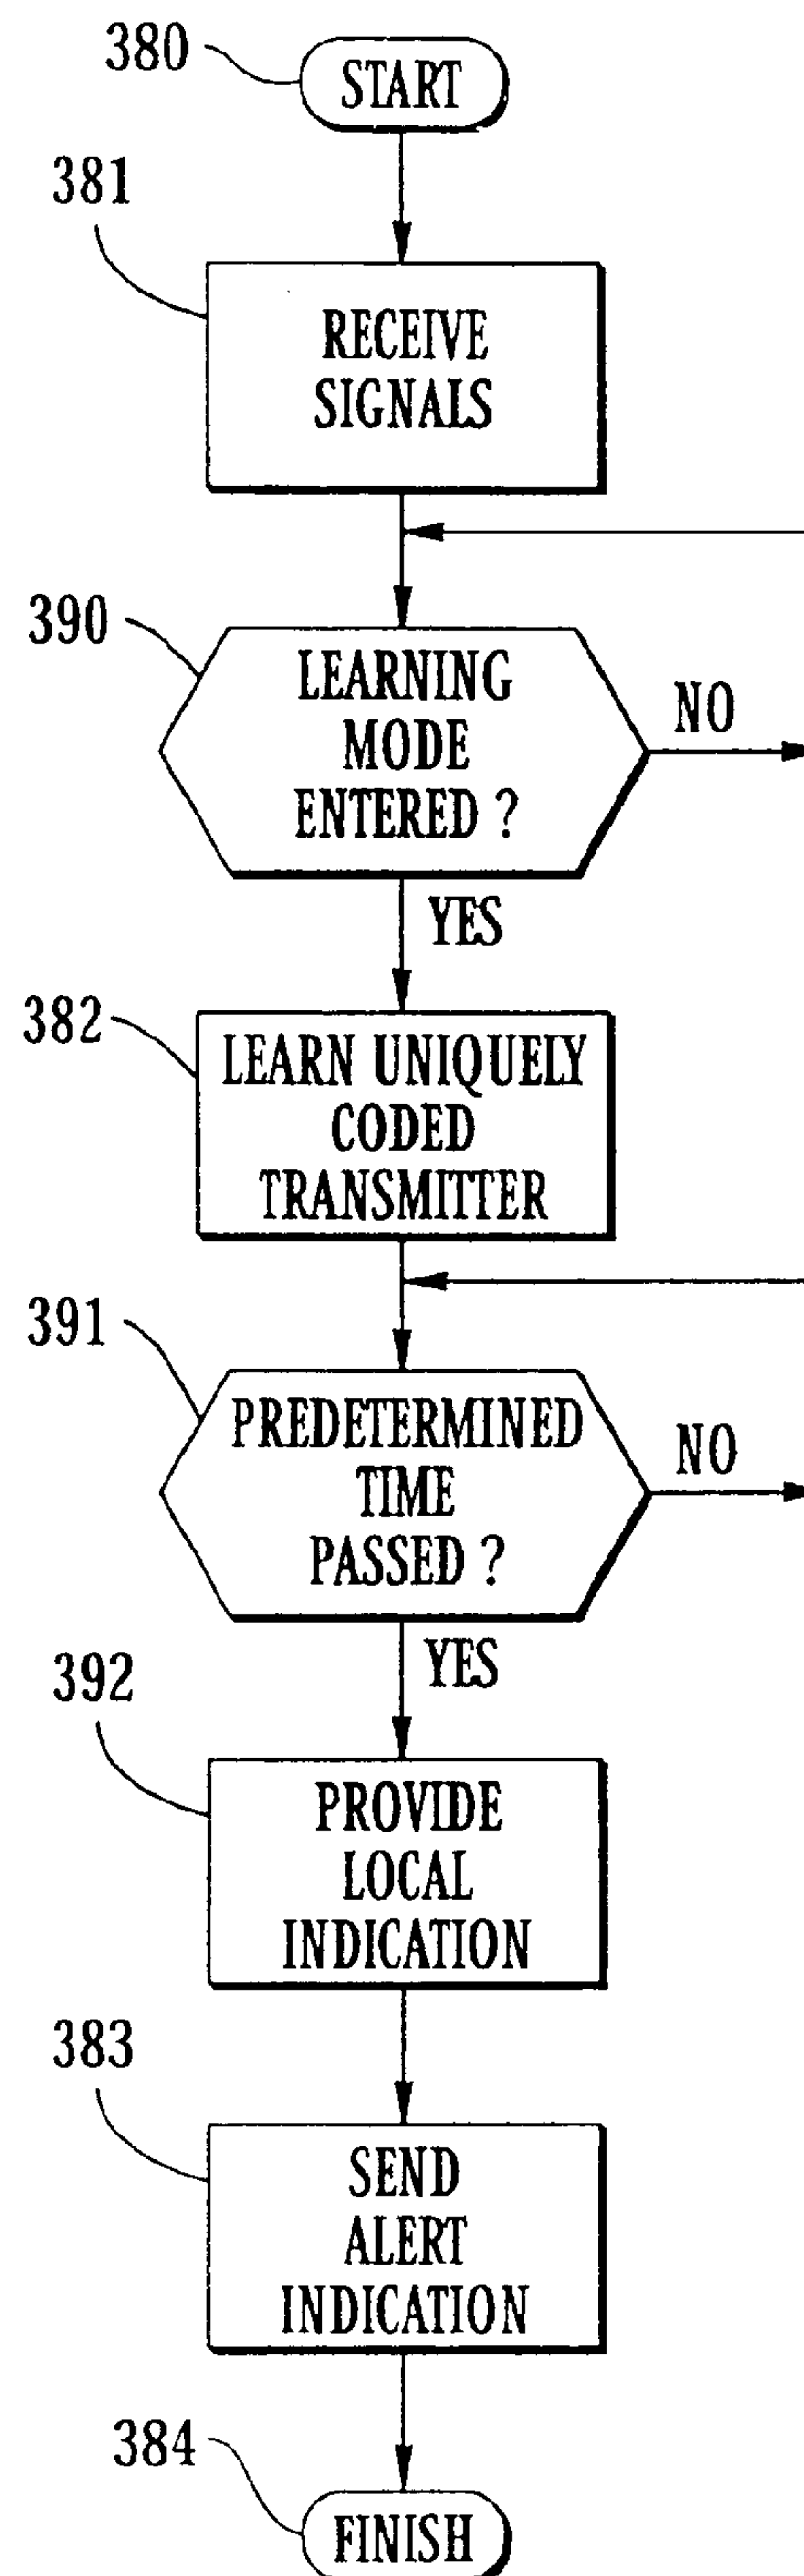 380
START
381
RECEIVE
SIGNALS
390
LEARNING
MODE
ENTERED ?
NO
YES
382
LEARN UNIQUELY
CODED
TRANSMITTER
391
PREDETERMINED
TIME
PASSED ?
NO
YES
392
PROVIDE
LOCAL
INDICATION
383
SEND
ALERT
INDICATION
384
FINISH